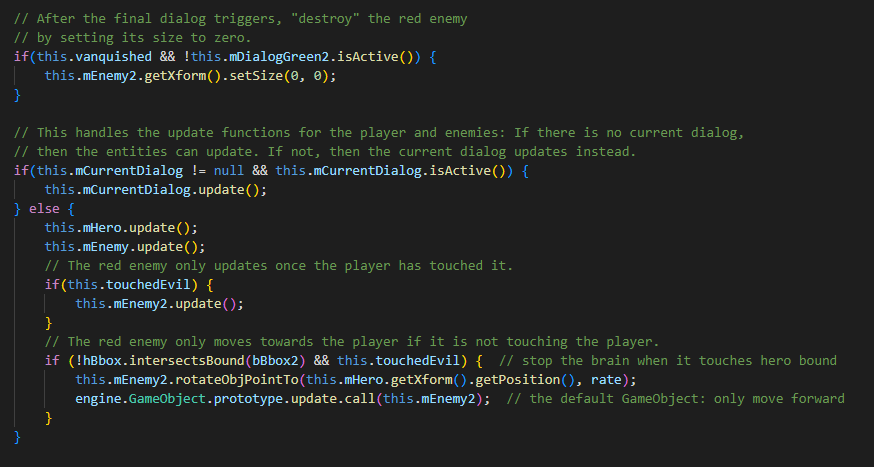 // After the final dialog triggers, "destroy" the red enemy
// by setting its size to zero.
if(this.vanquished && !this.mDialogGreen2.isActive()) {
    this.mEnemy2.getXform().setSize(0, 0);
}

// This handles the update functions for the player and enemies: If there is no current dialog,
// then the entities can update. If not, then the current dialog updates instead.
if(this.mCurrentDialog != null && this.mCurrentDialog.isActive()) {
    this.mCurrentDialog.update();
} else {
    this.mHero.update();
    this.mEnemy.update();
    // The red enemy only updates once the player has touched it.
    if(this.touchedEvil) {
        this.mEnemy2.update();
    }
    // The red enemy only moves towards the player if it is not touching the player.
    if (!hBbox.intersectsBound(bBbox2) && this.touchedEvil) {  // stop the brain when it touches hero bound
        this.mEnemy2.rotateObjPointTo(this.mHero.getXform().getPosition(), rate);
        engine.GameObject.prototype.update.call(this.mEnemy2);  // the default GameObject: only move forward
    }
}